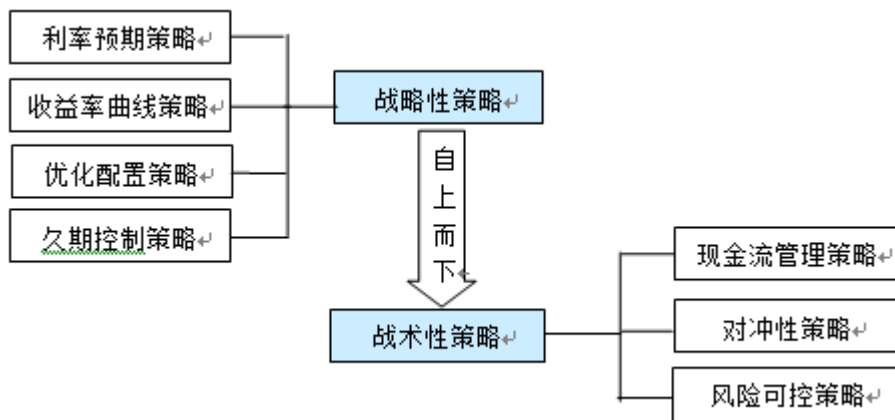 利率预期策略
收益率曲线策略
优化配置策略
久期控制策略
战略性策略
自上而下
战术性策略
现金流管理策略
对冲性策略
风险可控策略